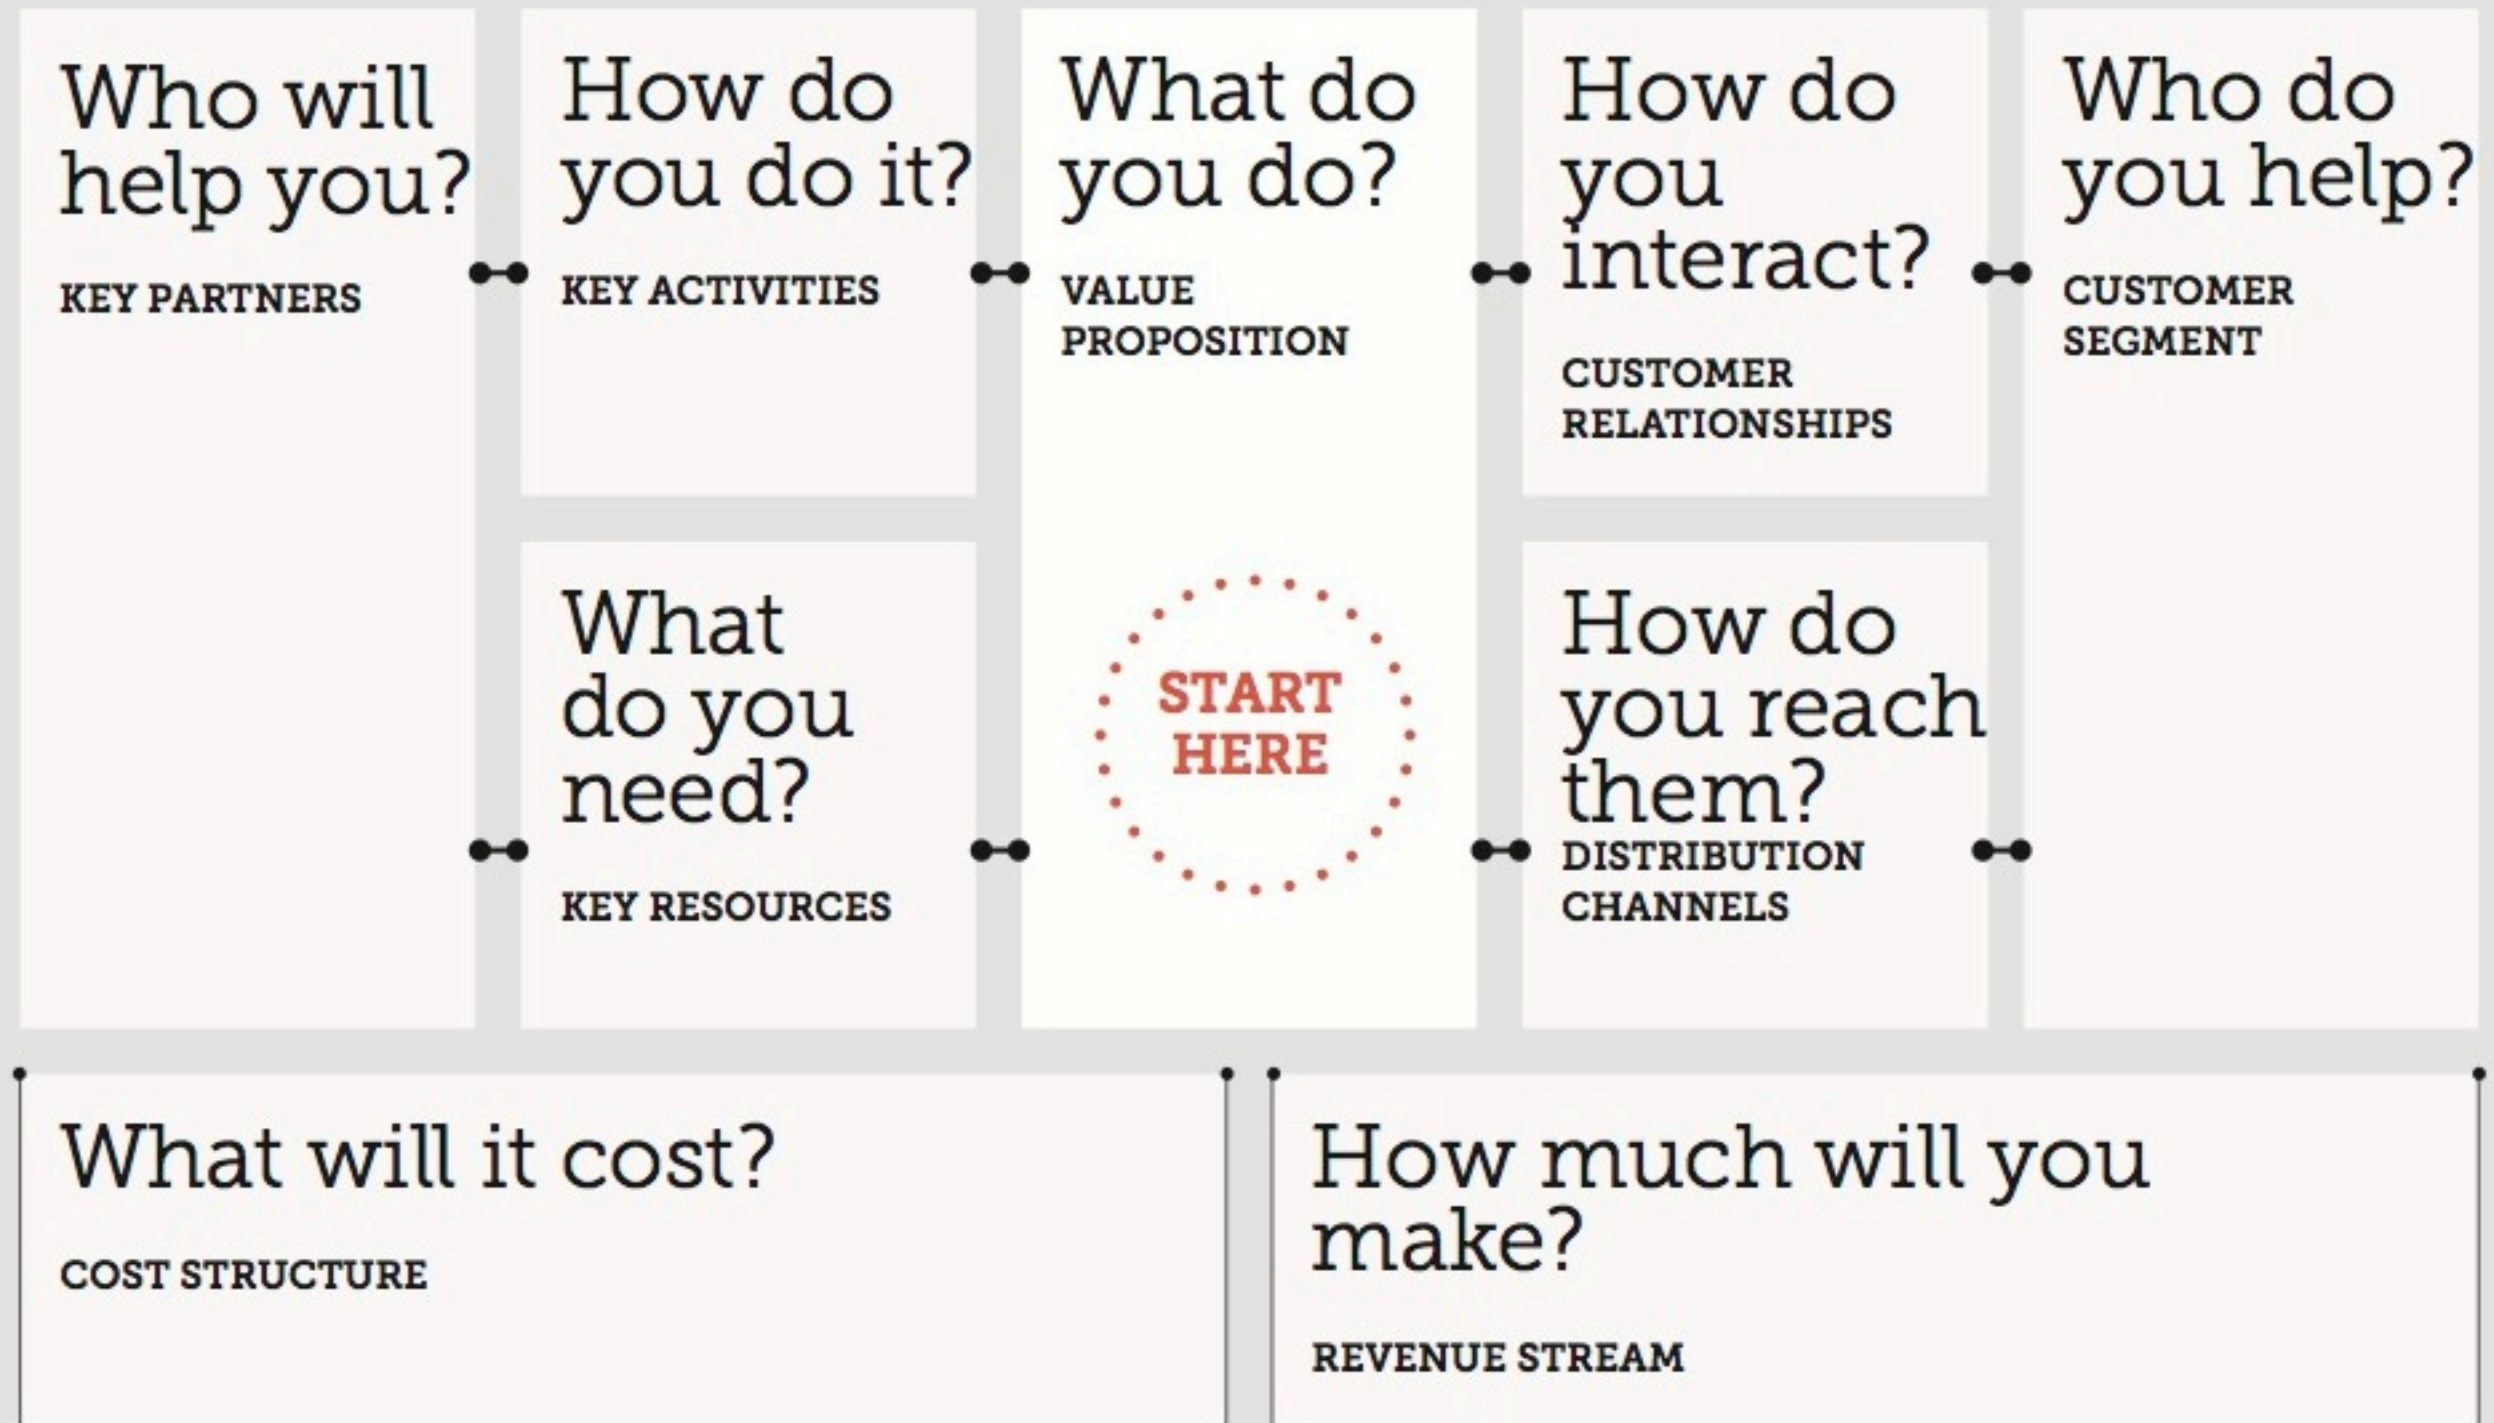 Who will
help you?
KEY PARTNERS
How do
you do it?
KEY ACTIVITIES
What
do you
need?
KEY RESOURCES
What do
you do?
VALUE
PROPOSITION
START
HERE
How do
you
interact?
CUSTOMER
RELATIONSHIPS
How do
you reach
them?
DISTRIBUTION
CHANNELS
Who do
you help?
CUSTOMER
SEGMENT
What will it cost?
COST STRUCTURE
How much will you
make?
REVENUE STREAM